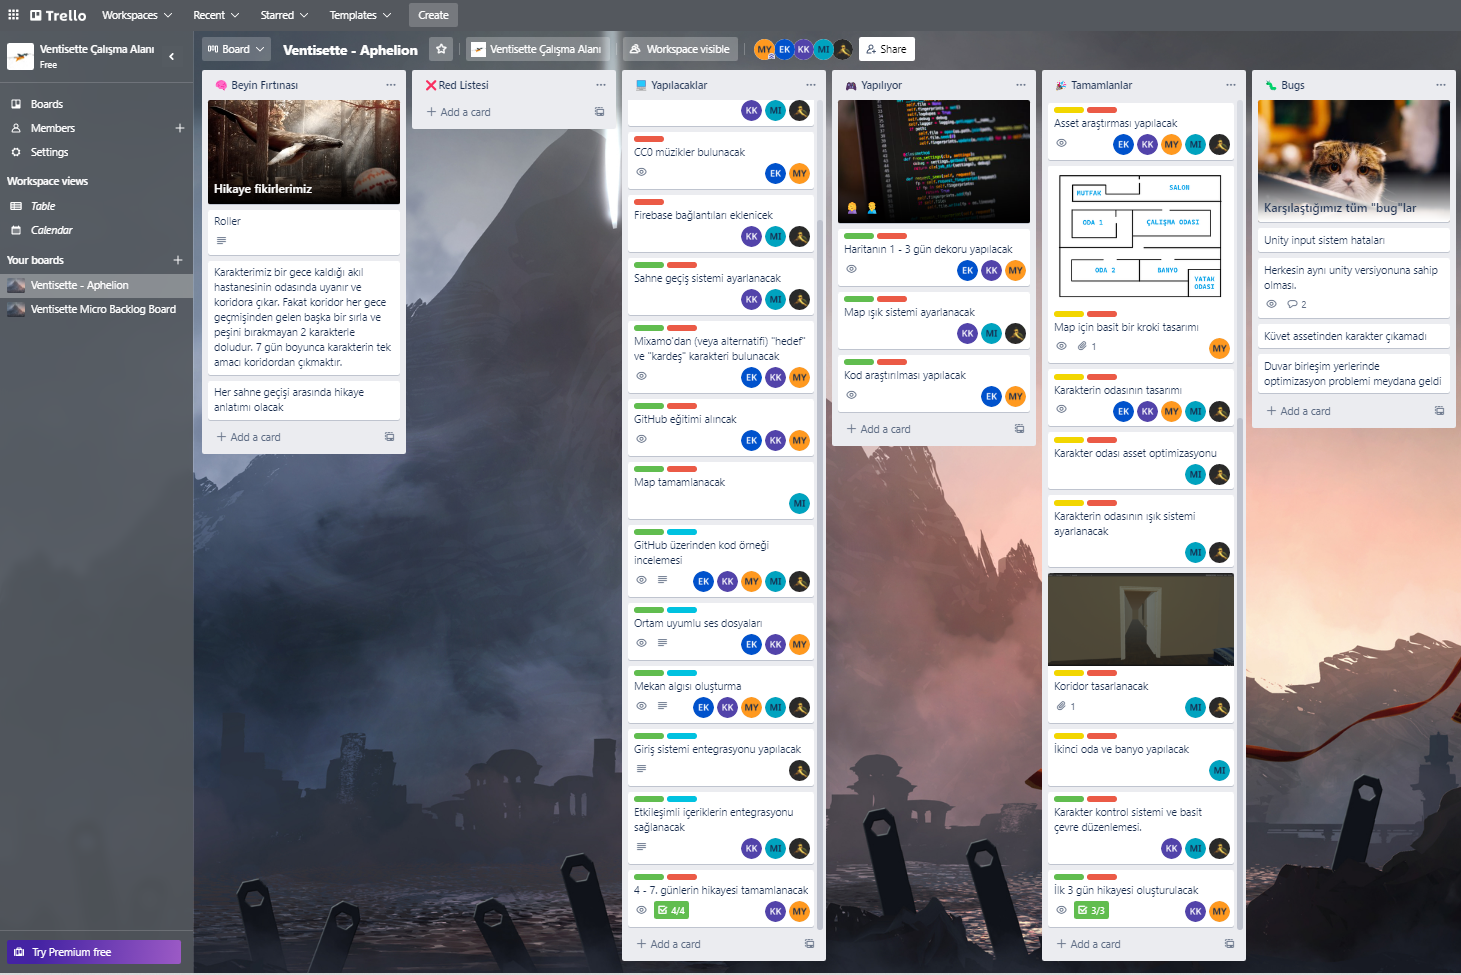 Trello
Workspaces
Recent
Starred
Templates
Create
Ventisette Çalışma Alanı
Free
Board
Ventisette - Aphelion
Ventisette Çalışma Alanı
Workspace visible
MY
EK
KK
MI
Share
Boards
Members
Settings
Workspace views
Table
Calendar
Your boards
Ventisette - Aphelion
Ventisette Micro Backlog Board
Try Premium free
Beyin Fırtınası
Hikaye fikirlerimiz
Roller
Karakterimiz bir gece kaldığı akıl
hastanesinin odasında uyanır ve
koridora çıkar. Fakat koridor her gece
geçmişinden gelen başka bir sırla ve
peşini bırakmayan 2 karakterle
doludur. 7 gün boyunca karakterin tek
amacı koridordan çıkmaktır.
Her sahne geçişi arasında hikaye
anlatımı olacak
Add a card
Red Listesi
Add a card
Yapılacaklar
KK MI
CC0 müzikler bulunacak
EK MY
Firebase bağlantıları eklenicek
KK MI
Sahne geçiş sistemi ayarlanacak
KK MI
Mixamo'dan (veya alternatifi) "hedef"
ve "kardeş" karakteri bulunacak
EK KK MY
GitHub eğitimi alıncak
EK KK MY
Map tamamlanacak
MI
GitHub üzerinden kod örneği
incelemesi
EK KK MY MI
Ortam uyumlu ses dosyaları
EK KK MY
Mekan algısı oluşturma
EK KK MY MI
Giriş sistemi entegrasyonu yapılacak
Etkileşimli içeriklerin entegrasyonu
sağlanacak
KK MI
4 - 7. günlerin hikayesi tamamlanacak
4/4
KK MY
Add a card
Yapılıyor
Haritanın 1 - 3 gün dekoru yapılacak
EK KK MY
Map ışık sistemi ayarlanacak
KK MI
Kod araştırılması yapılacak
EK MY
Add a card
Tamamlanlar
Asset araştırması yapılacak
EK KK MY MI
MUTFAK
SALON
ODA 1
ÇALIŞMA ODASI
ODA 2
BANYO
YATAK
ODASI
Map için basit bir kroki tasarımı
1
MY
Karakterin odasının tasarımı
EK KK MY MI
Karakter odası asset optimizasyonu
MI
Karakterin odasının ışık sistemi
ayarlanacak
MI
Koridor tasarlanacak
1
MI
İkinci oda ve banyo yapılacak
MI
Karakter kontrol sistemi ve basit
çevre düzenlemesi.
KK MI
İlk 3 gün hikayesi oluşturulacak
3/3
KK MY
Add a card
Bugs
Karşılaştığımız tüm "bug"lar
Unity input sistem hataları
Herkesin aynı unity versiyonuna sahip
olması.
2
Küvet assetinden karakter çıkamadı
Duvar birleşim yerlerinde
optimizasyon problemi meydana geldi
Add a card